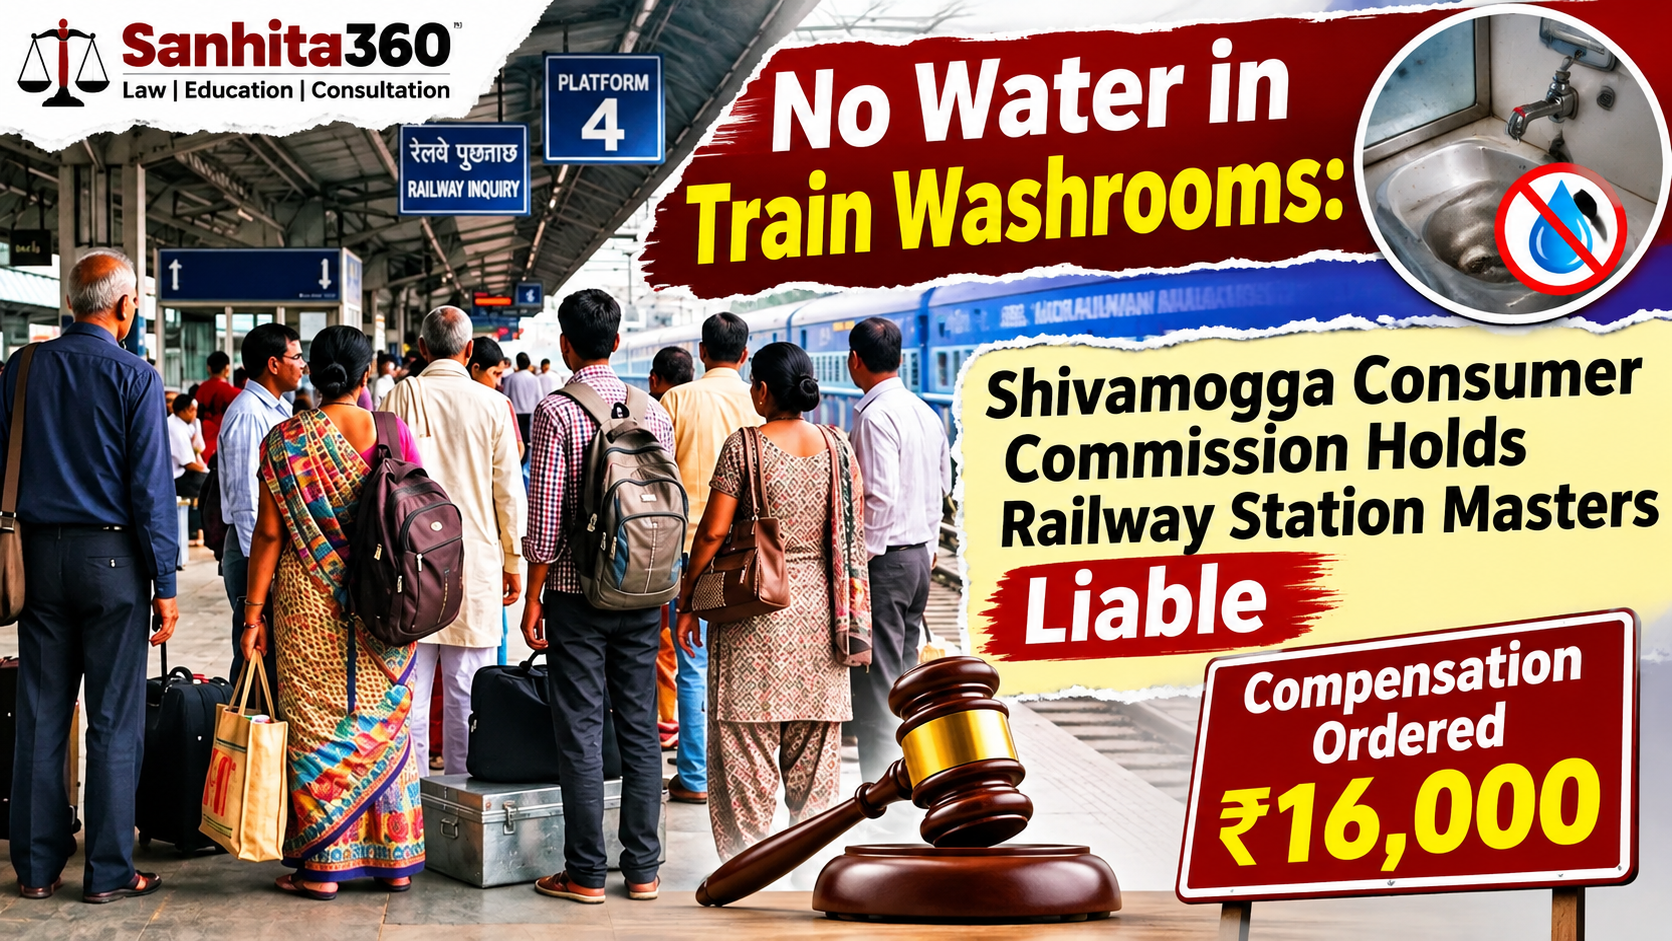 Sanhita360
Law | Education | Consultation
PLATFORM
4
रेलवे पुछताछ
RAILWAY INQUIRY
No Water in
Train Washrooms:
Shivamogga Consumer
Commission Holds
Railway Station Masters
Liable
Compensation
Ordered
₹16,000